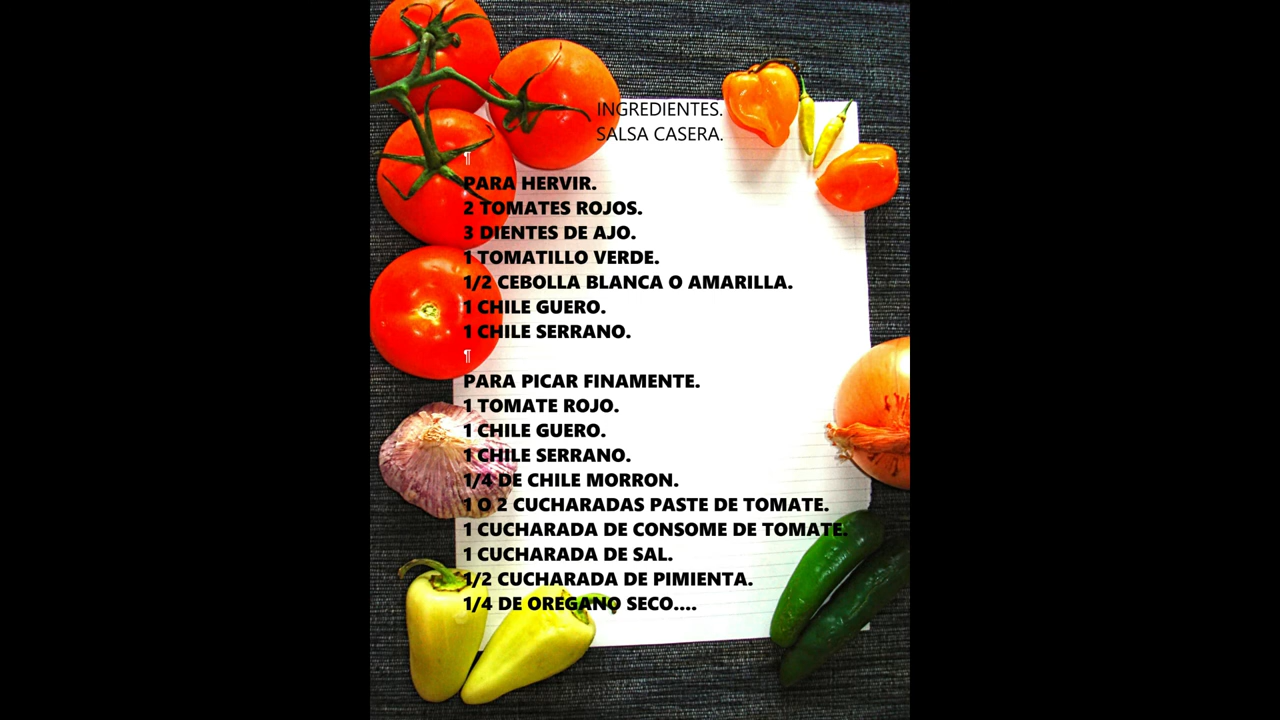 INGREDIENTES.
SALSA CASERA.
¶
PARA HERVIR.
2 TOMATES ROJOS.
3 DIENTES DE AJO.
1 TOMATILLO VERDE.
1/2 CEBOLLA BLANCA O AMARILLA.
1 CHILE GUERO.
1 CHILE SERRANO.
¶
PARA PICAR FINAMENTE.
1 TOMATE ROJO.
1 CHILE GUERO.
1 CHILE SERRANO.
1/4 DE CHILE MORRON.
1 O 2 CUCHARADAS PASTE DE TOMATE.
1 CUCHARADA DE CONSOME DE TOMATE.
1 CUCHARADA DE SAL.
1/2 CUCHARADA DE PIMIENTA.
1/4 DE OREGANO SECO....